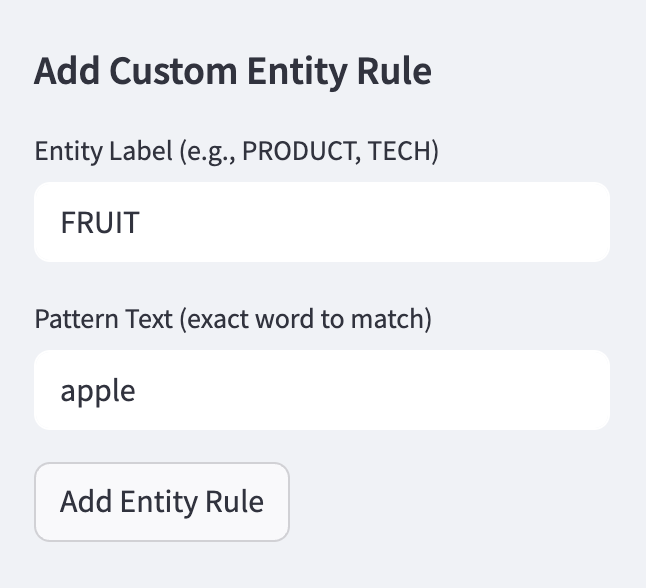 Add Custom Entity Rule
Entity Label (e.g., PRODUCT, TECH)
FRUIT
Pattern Text (exact word to match)
apple
Add Entity Rule